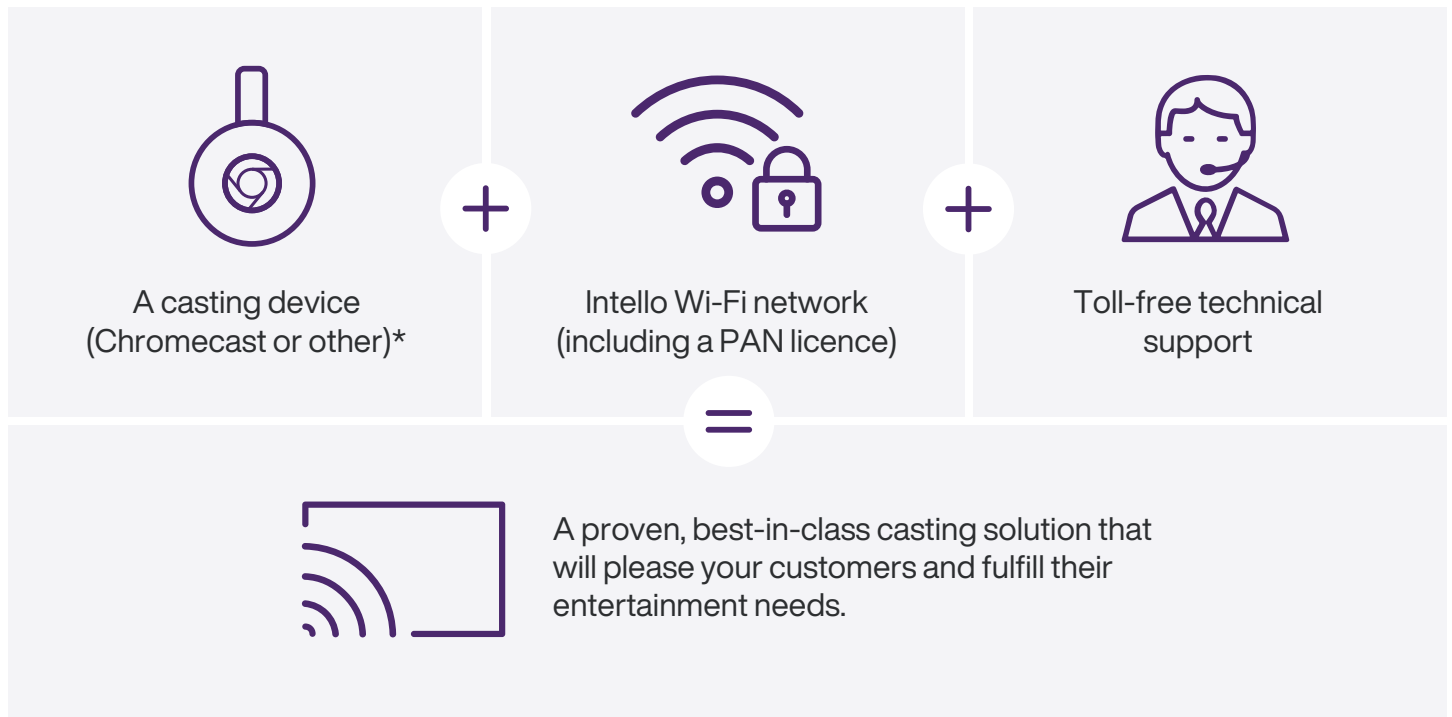 A casting device
(Chromecast or other)*
Intello Wi-Fi network
(including a PAN licence)
Toll-free technical
support
A proven, best-in-class casting solution that
will please your customers and fulfill their
entertainment needs.